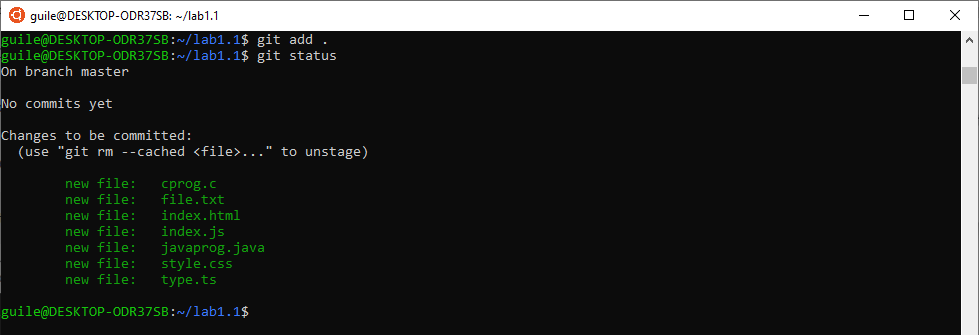 guile@DESKTOP-ODR37SB: ~/lab1.1
guile@DESKTOP-ODR37SB:~/lab1.1$ git add .
guile@DESKTOP-ODR37SB:~/lab1.1$ git status
On branch master
No commits yet
Changes to be committed:
(use "git rm --cached <file>..." to unstage)
new file: cprog.c
new file: file.txt
new file: index.html
new file: index.js
new file: javaprog.java
new file: style.css
new file: type.ts
guile@DESKTOP-ODR37SB:~/lab1.1$